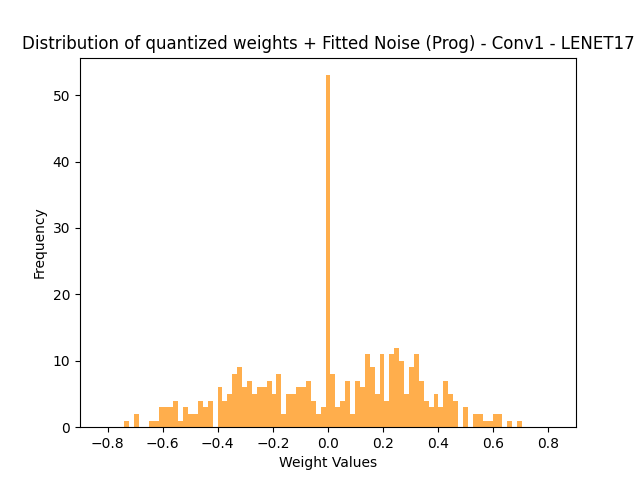 Distribution of quantized weights + Fitted Noise (Prog) - Conv1 - LENET17
50
40
30
20
10
0
Frequency
−0.8 −0.6 −0.4 −0.2 0.0 0.2 0.4 0.6 0.8
Weight Values